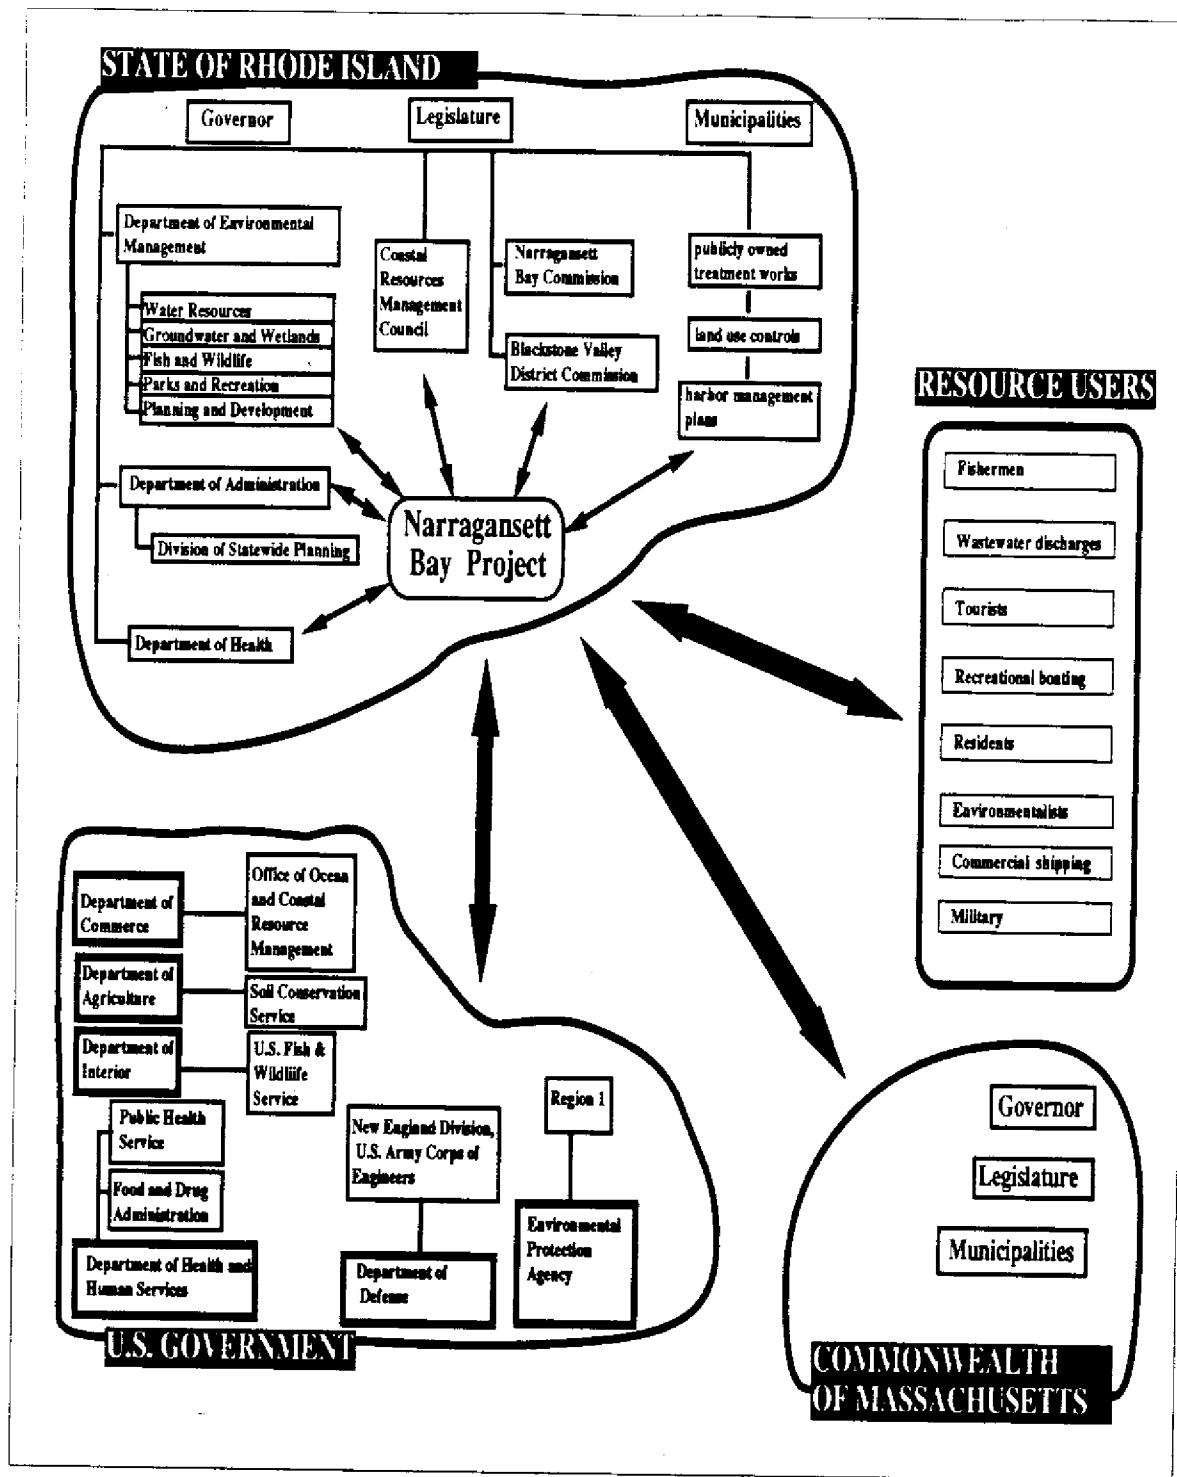 STATE OF RHODE ISLAND
Governor
Legislature
Municipalities
Department of Environmental
Management
Water Resources
Groundwater and Wetlands
Fish and Wildlife
Parks and Recreation
Planning and Development
Coastal
Resources
Management
Council
Narragansett
Bay Commission
Blackstone Valley
District Commission
publicly owned
treatment works
land use controls
harbor management
plans
Department of Administration
Division of Statewide Planning
Department of Health
Narragansett
Bay Project
RESOURCE USERS
Fishermen
Wastewater discharges
Tourists
Recreational boating
Residents
Environmentalists
Commercial shipping
Military
Department of
Commerce
Office of Ocean
and Coastal
Resource
Management
Department of
Agriculture
Soil Conservation
Service
Department of
Interior
U.S. Fish &
Wildliife
Service
Public Health
Service
Food and Drug
Administration
Department of Health and
Human Services
New England Division,
U.S. Army Corps of
Engineers
Department of
Defense
Region 1
Environmental
Protection
Agency
U.S. GOVERNMENT
Governor
Legislature
Municipalities
COMMONWEALTH
OF MASSACHUSETTS